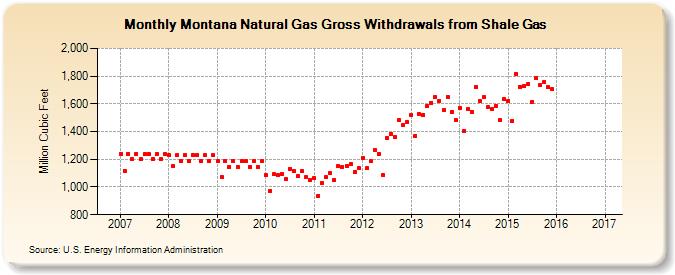 Monthly Montana Natural Gas Gross Withdrawals from Shale Gas
Million Cubic Feet
2,000
1,800
1,600
1,400
1,200
1,000
800
2007 2008 2009 2010 2011 2012 2013 2014 2015 2016 2017
Source: U.S. Energy Information Administration